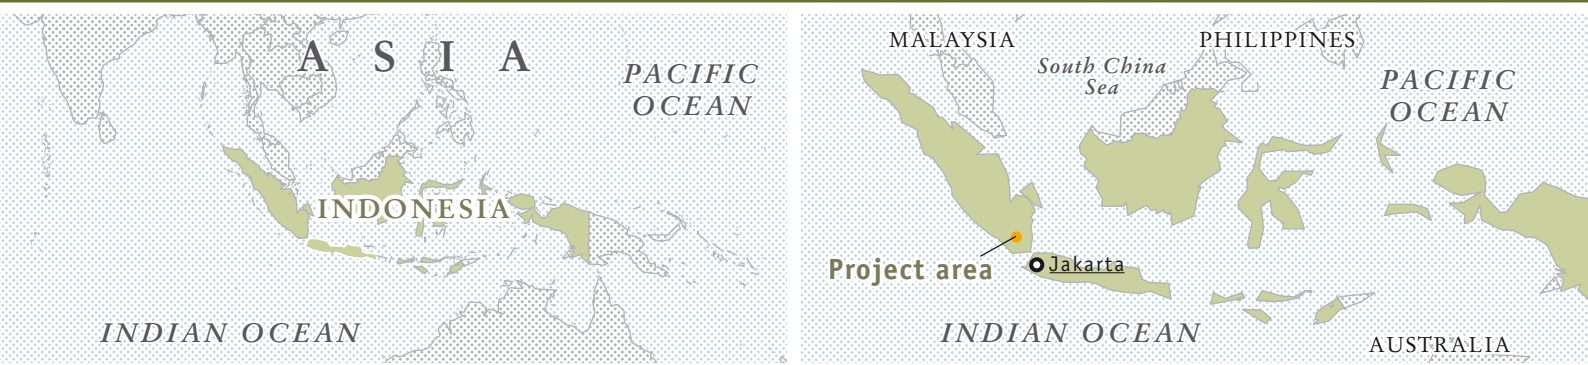 A S I A
PACIFIC
OCEAN
INDONESIA
INDIAN OCEAN
MALAYSIA
PHILIPPINES
South China
Sea
PACIFIC
OCEAN
Project area
Jakarta
INDIAN OCEAN
AUSTRALIA